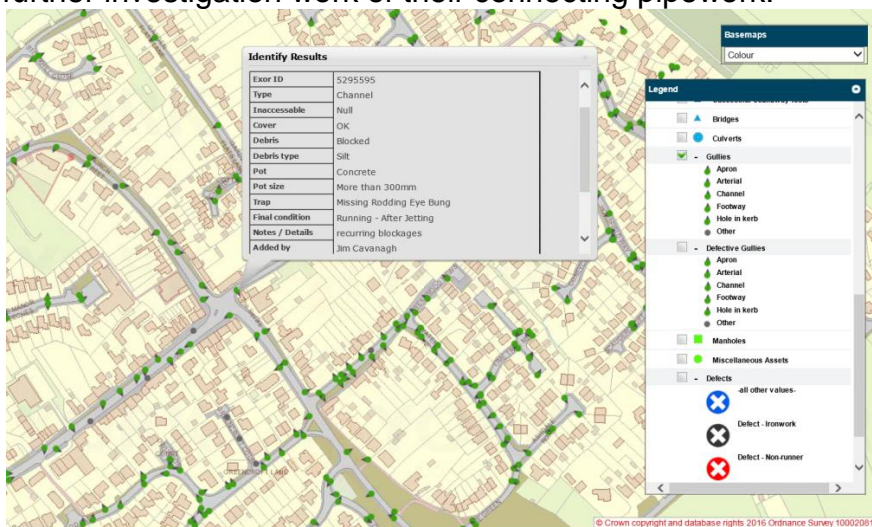 further investigation work of their connecting pipework.
Identify Results
Exor ID 5295595
Type Channel
Inaccessable Null
Cover OK
Debris Blocked
Debris type Silt
Pot Concrete
Pot size More than 300mm
Trap Missing Rodding Eye Bung
Final condition Running - After Jetting
Notes / Details recurring blockages
Added by Jim Cavanagh
Basemaps
Colour
Legend
Bridges
Culverts
- Gullies
Apron
Arterial
Channel
Footway
Hole in kerb
Other
- Defective Gullies
Apron
Arterial
Channel
Footway
Hole in kerb
Other
Manholes
Miscellaneous Assets
- Defects
-all other values-
Defect - Ironwork
Defect - Non-runner
© Crown copyright and database rights 2016 Ordnance Survey 10002081